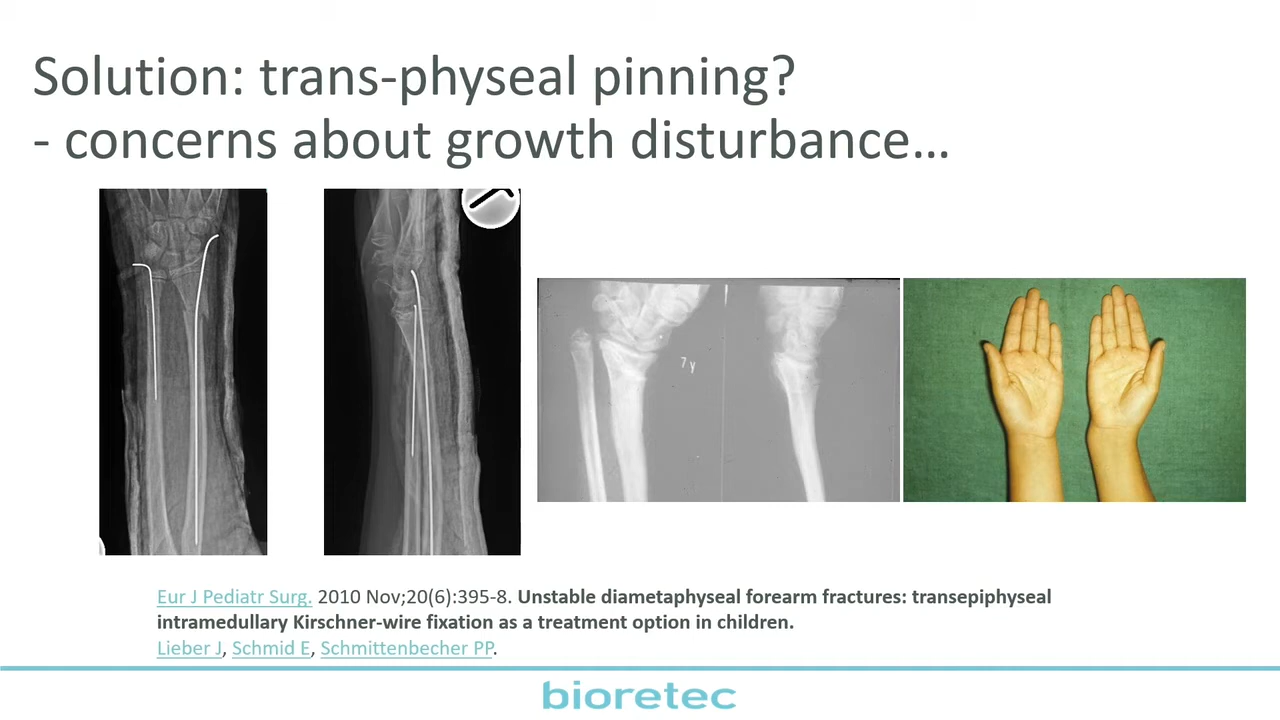 Solution: trans-physeal pinning?
- concerns about growth disturbance…
7 y
Eur J Pediatr Surg. 2010 Nov;20(6):395-8. Unstable diametaphyseal forearm fractures: transepiphyseal
intramedullary Kirschner-wire fixation as a treatment option in children.
Lieber J, Schmid E, Schmittenbecher PP.
bioretec